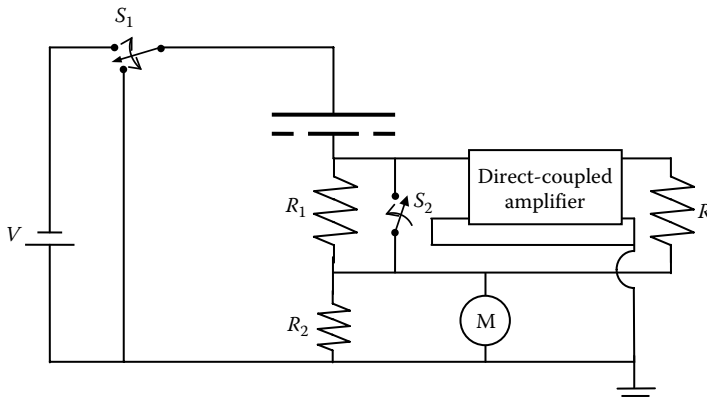 S₁
Direct-coupled
amplifier
R₁
S₂
R
V
R₂
M